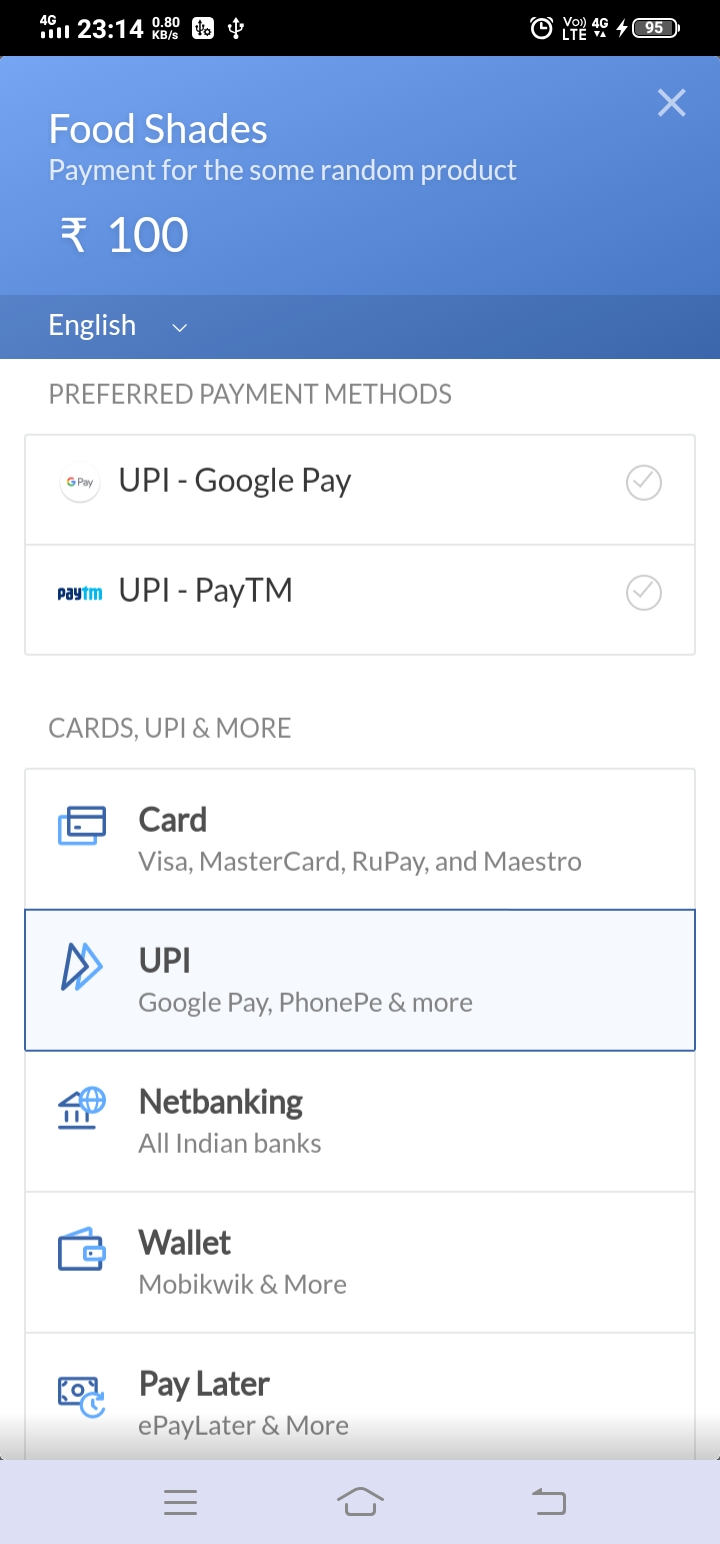 4G 23:14 0.80 KB/s Vo)) LTE 4G 95
Food Shades
Payment for the some random product
₹ 100
English
PREFERRED PAYMENT METHODS
G Pay UPI - Google Pay
paytm UPI - PayTM
CARDS, UPI & MORE
Card
Visa, MasterCard, RuPay, and Maestro
UPI
Google Pay, PhonePe & more
Netbanking
All Indian banks
Wallet
Mobikwik & More
Pay Later
ePayLater & More